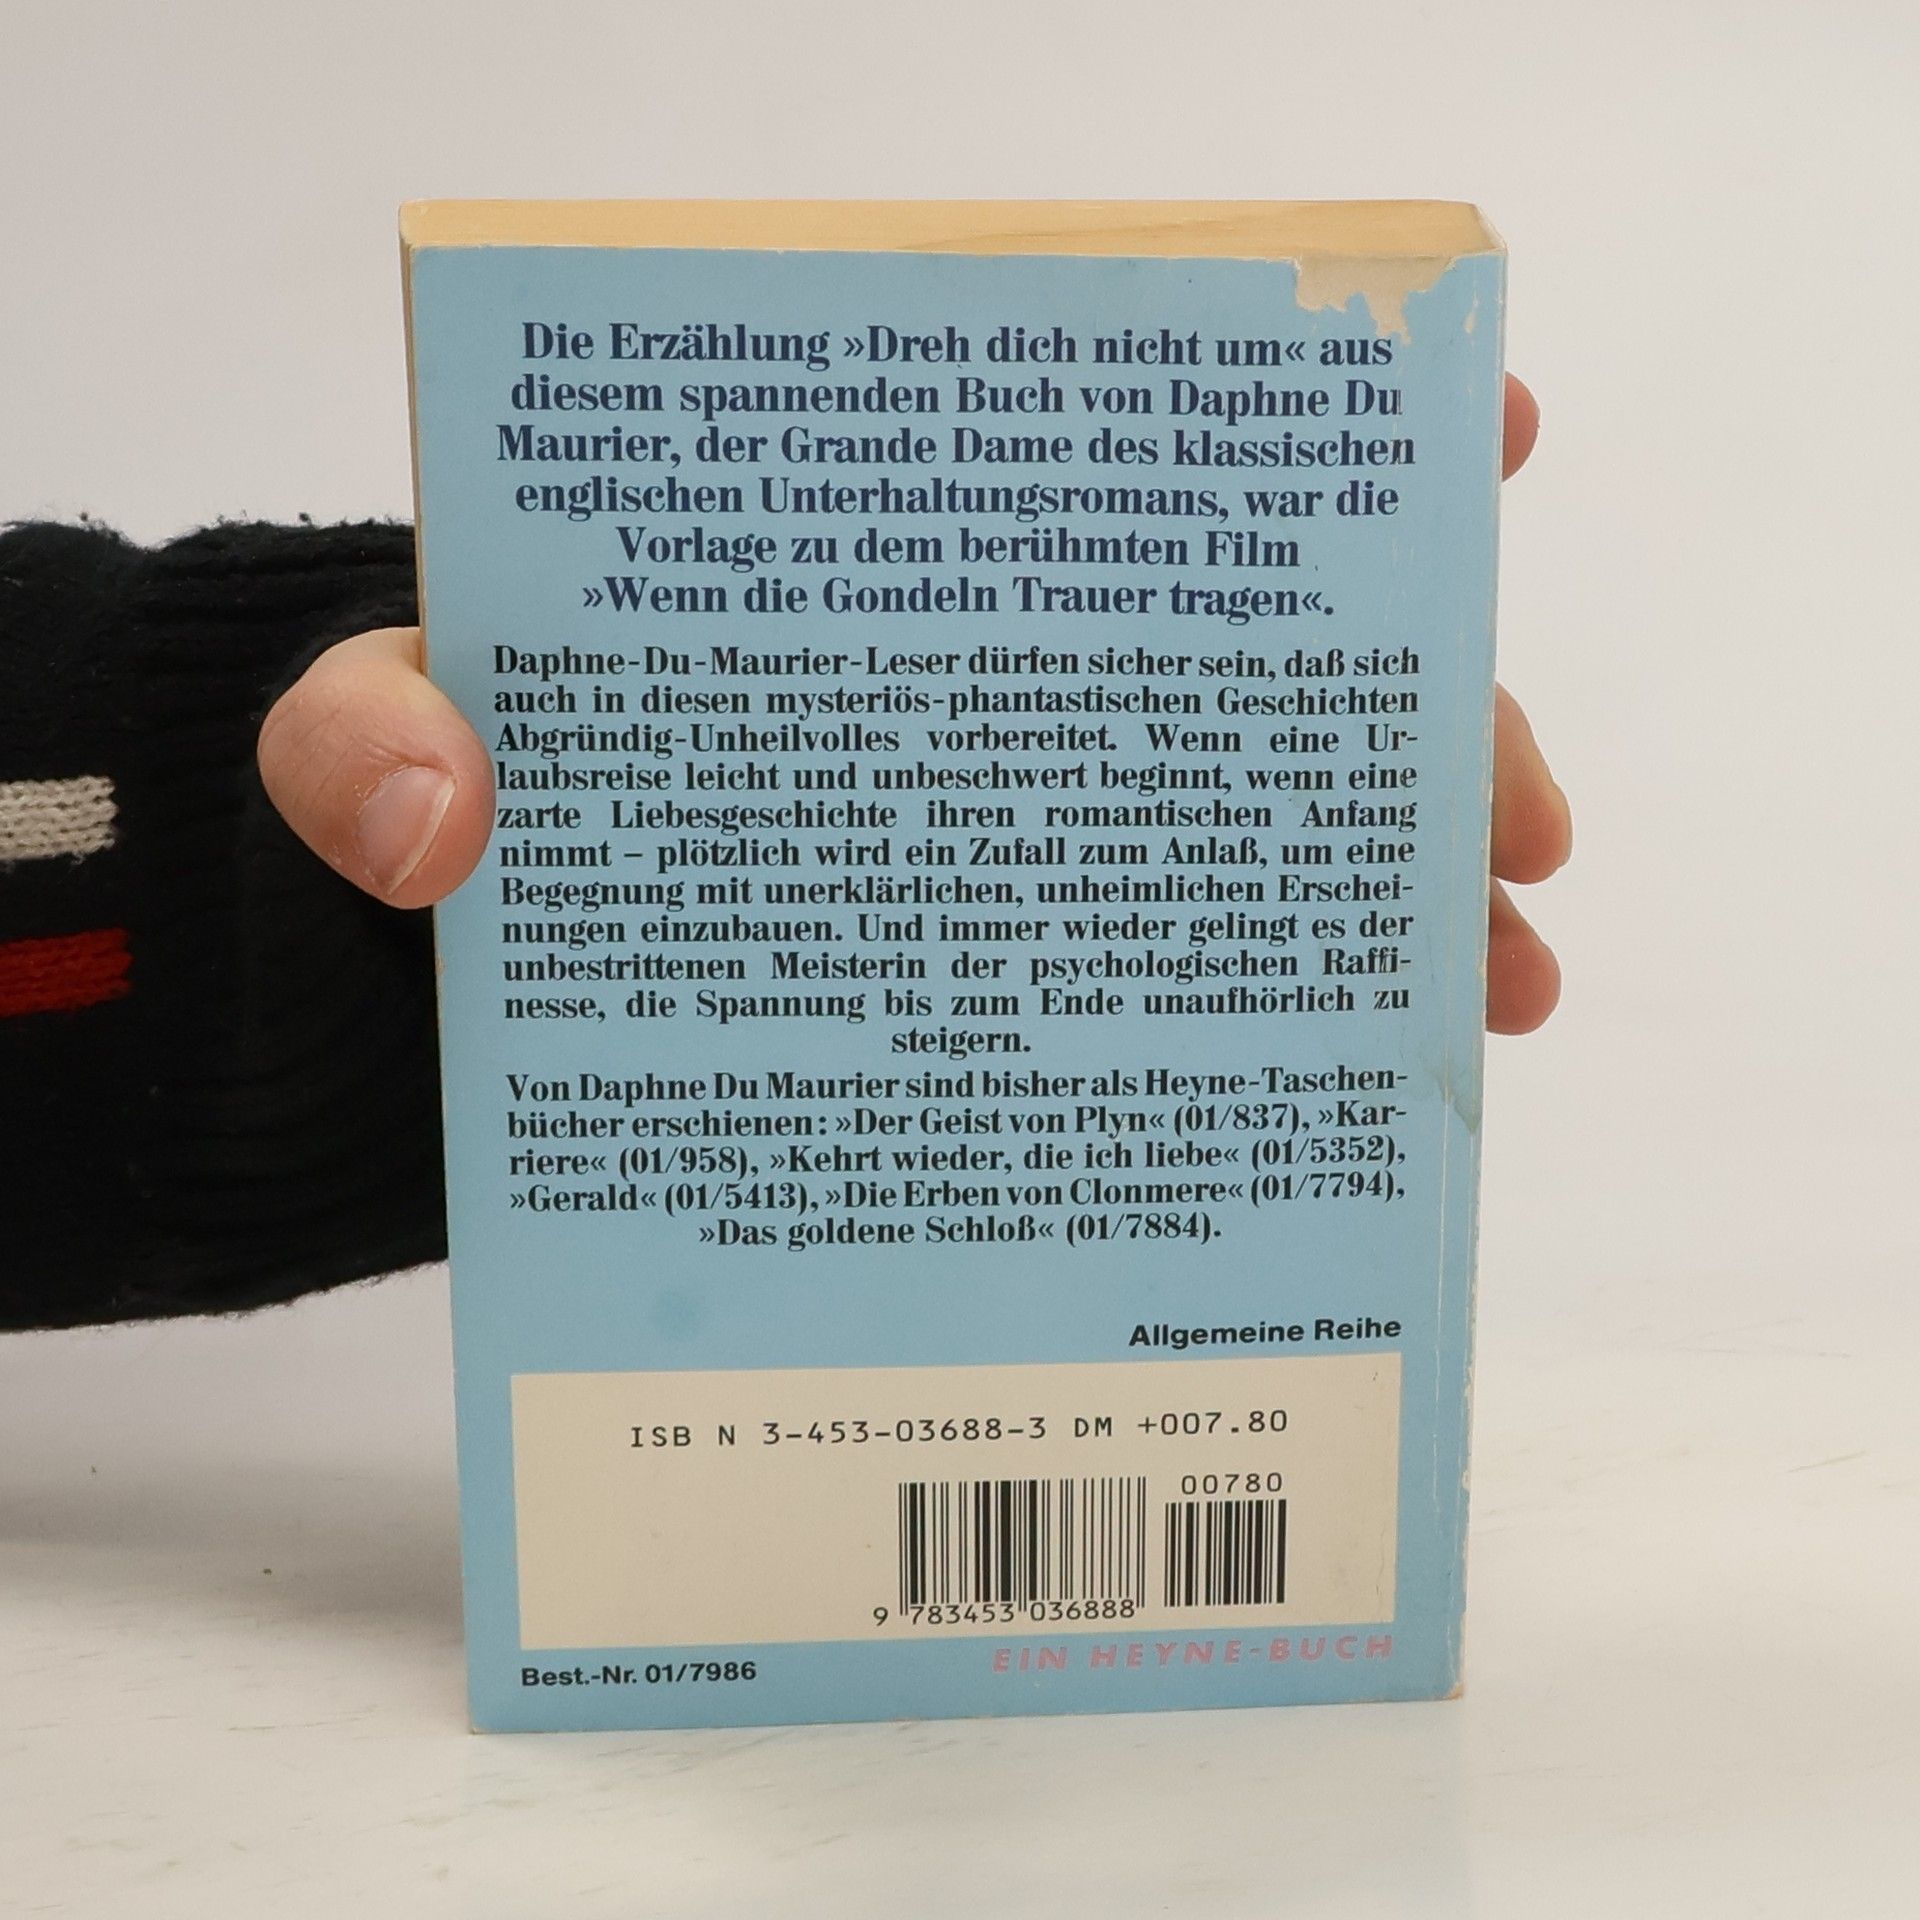 Die Erzählung »Dreh dich nicht um« aus
diesem spannenden Buch von Daphne Du
Maurier, der Grande Dame des klassischen
englischen Unterhaltungsromans, war die
Vorlage zu dem berühmten Film
»Wenn die Gondeln Trauer tragen«.
Daphne-Du-Maurier-Leser dürfen sicher sein, daß sich
auch in diesen mysteriös-phantastischen Geschichten
Abgründig-Unheilvolles vorbereitet. Wenn eine Ur-
laubsreise leicht und unbeschwert beginnt, wenn eine
zarte Liebesgeschichte ihren romantischen Anfang
nimmt – plötzlich wird ein Zufall zum Anlaß, um eine
Begegnung mit unerklärlichen, unheimlichen Erschei-
nungen einzubauen. Und immer wieder gelingt es der
unbestrittenen Meisterin der psychologischen Raffi-
nesse, die Spannung bis zum Ende unaufhörlich zu
steigern.
Von Daphne Du Maurier sind bisher als Heyne-Taschen-
bücher erschienen: »Der Geist von Plyn« (01/837), »Kar-
riere« (01/958), »Kehrt wieder, die ich liebe« (01/5352),
»Gerald« (01/5413), »Die Erben von Clonmere« (01/7794),
»Das goldene Schloß« (01/7884).
Allgemeine Reihe
ISB N 3-453-03688-3 DM +007.80
00780
9 783453 036888
EIN HEYNE-BUCH
Best.-Nr. 01/7986